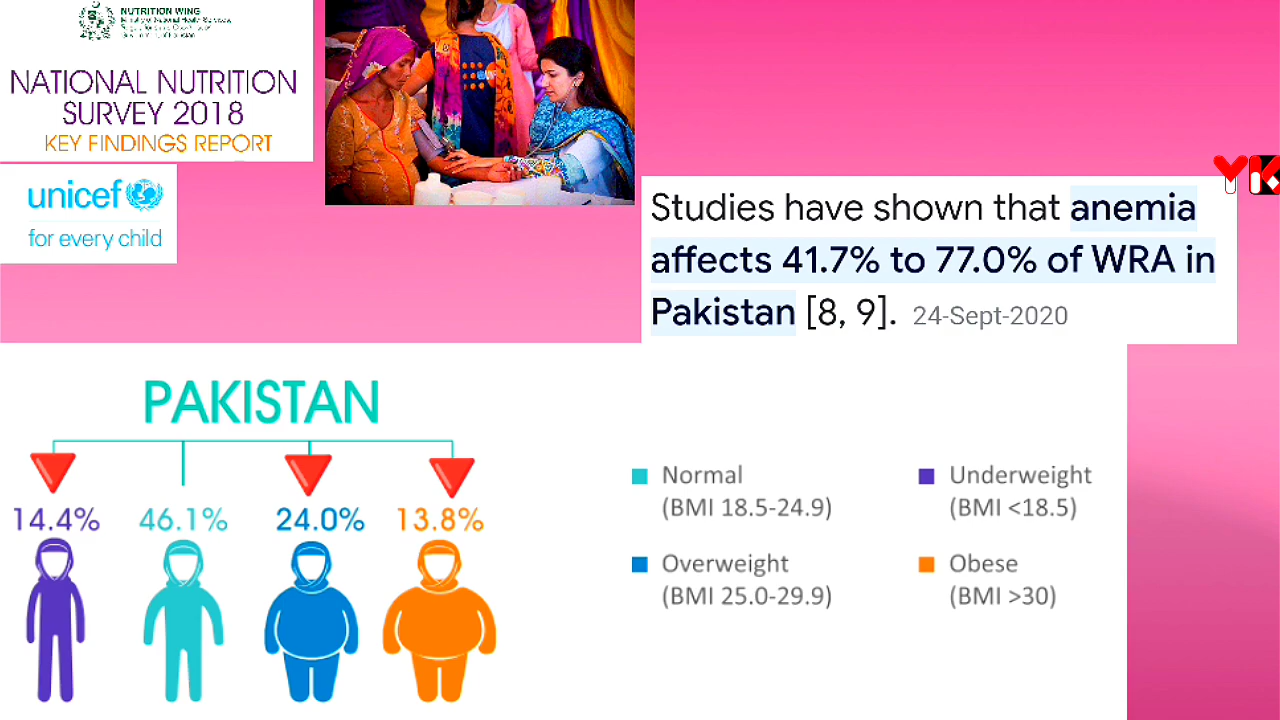 NUTRITION WING
NATIONAL NUTRITION
SURVEY 2018
KEY FINDINGS REPORT
unicef
for every child
YK
Studies have shown that anemia
affects 41.7% to 77.0% of WRA in
Pakistan [8, 9]. 24-Sept-2020
PAKISTAN
14.4% 46.1% 24.0% 13.8%
Normal
(BMI 18.5-24.9)
Underweight
(BMI <18.5)
Overweight
(BMI 25.0-29.9)
Obese
(BMI >30)